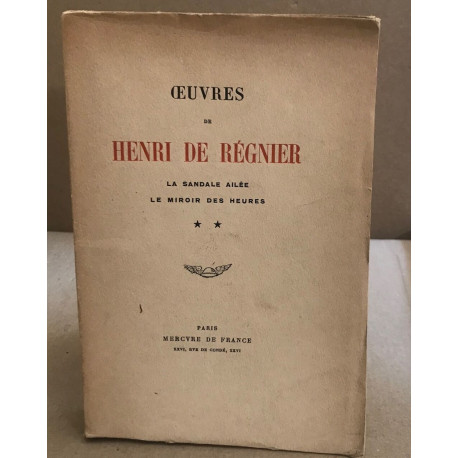 ŒUVRES
DE
HENRI DE RÉGNIER
LA SANDALE AILÉE
LE MIROIR DES HEURES
★ ★
PARIS
MERCVRE DE FRANCE
XXVI, RVE DE CONDÉ, XXVI